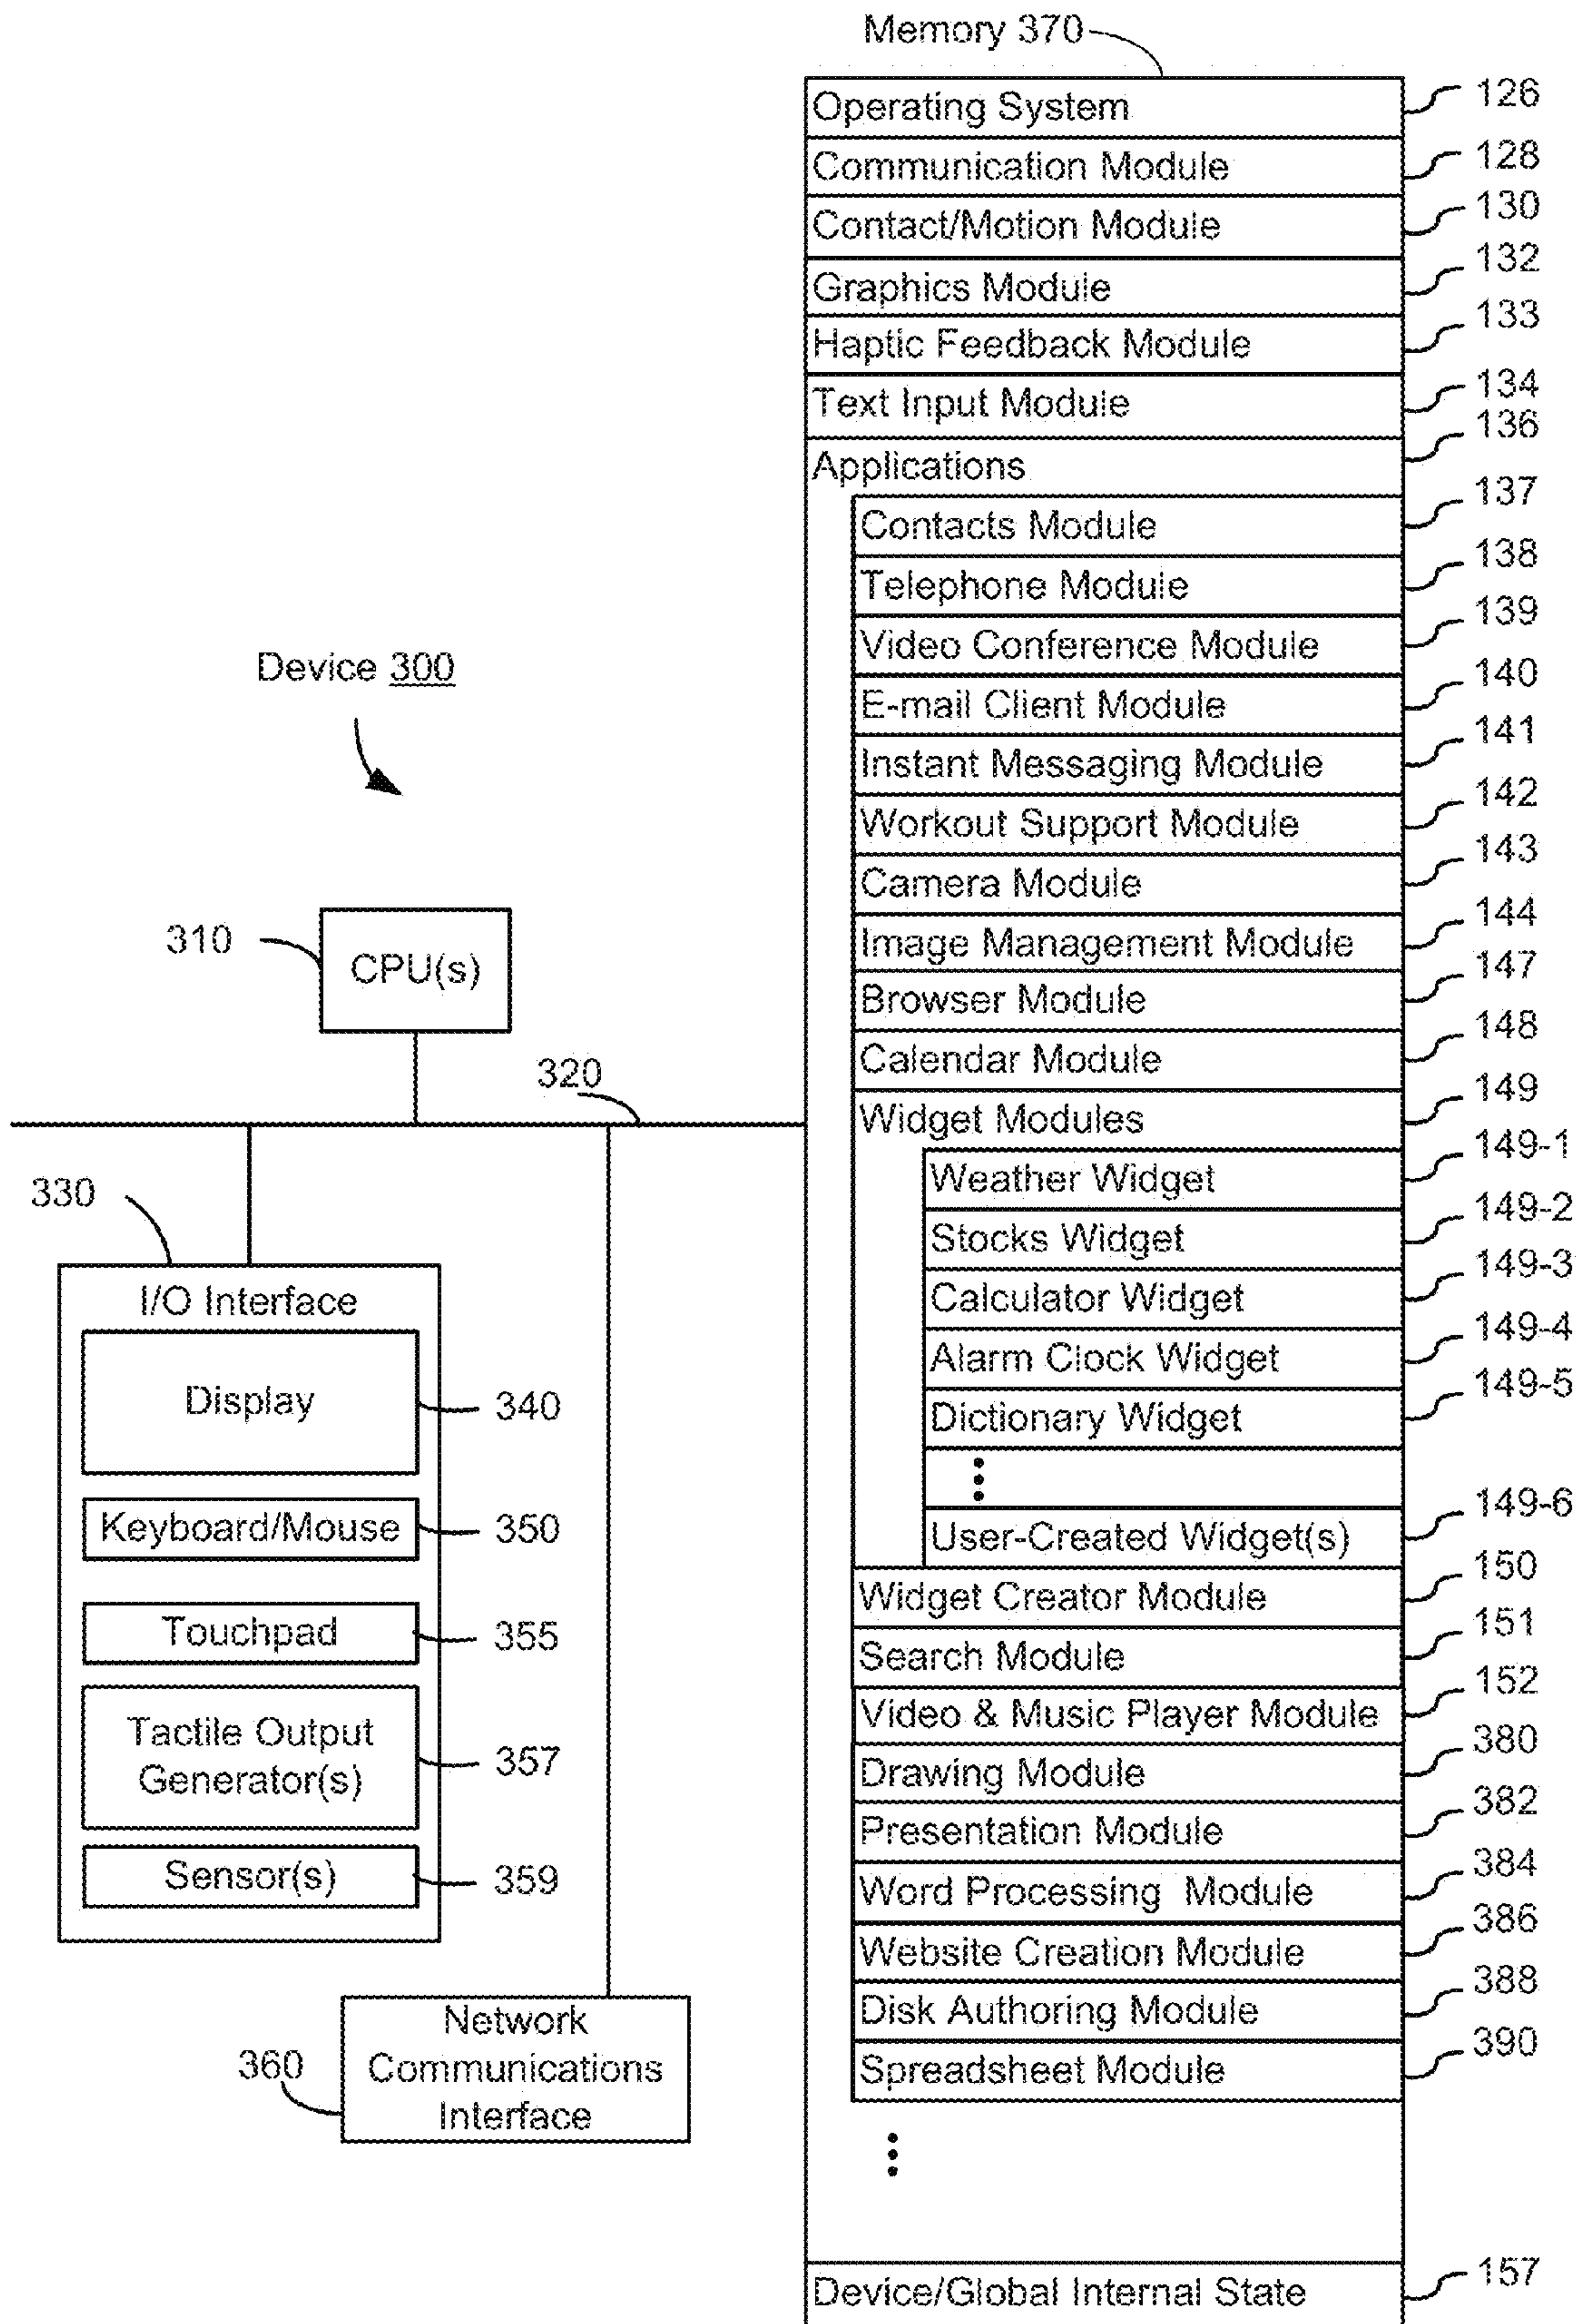 Memory 370
Operating System 126
Communication Module 128
Contact/Motion Module 130
Graphics Module 132
Haptic Feedback Module 133
Text Input Module 134
Applications 136
Contacts Module 137
Telephone Module 138
Video Conference Module 139
E-mail Client Module 140
Instant Messaging Module 141
Workout Support Module 142
Camera Module 143
Image Management Module 144
Browser Module 147
Calendar Module 148
Widget Modules 149
Weather Widget 149-1
Stocks Widget 149-2
Calculator Widget 149-3
Alarm Clock Widget 149-4
Dictionary Widget 149-5
User-Created Widget(s) 149-6
Widget Creator Module 150
Search Module 151
Video & Music Player Module 152
Drawing Module 380
Presentation Module 382
Word Processing Module 384
Website Creation Module 386
Disk Authoring Module 388
Spreadsheet Module 390
Device/Global Internal State 157
Device 300
310
CPU(s)
320
330
I/O Interface
Display 340
Keyboard/Mouse 350
Touchpad 355
Tactile Output
Generator(s) 357
Sensor(s) 359
360
Network
Communications
Interface